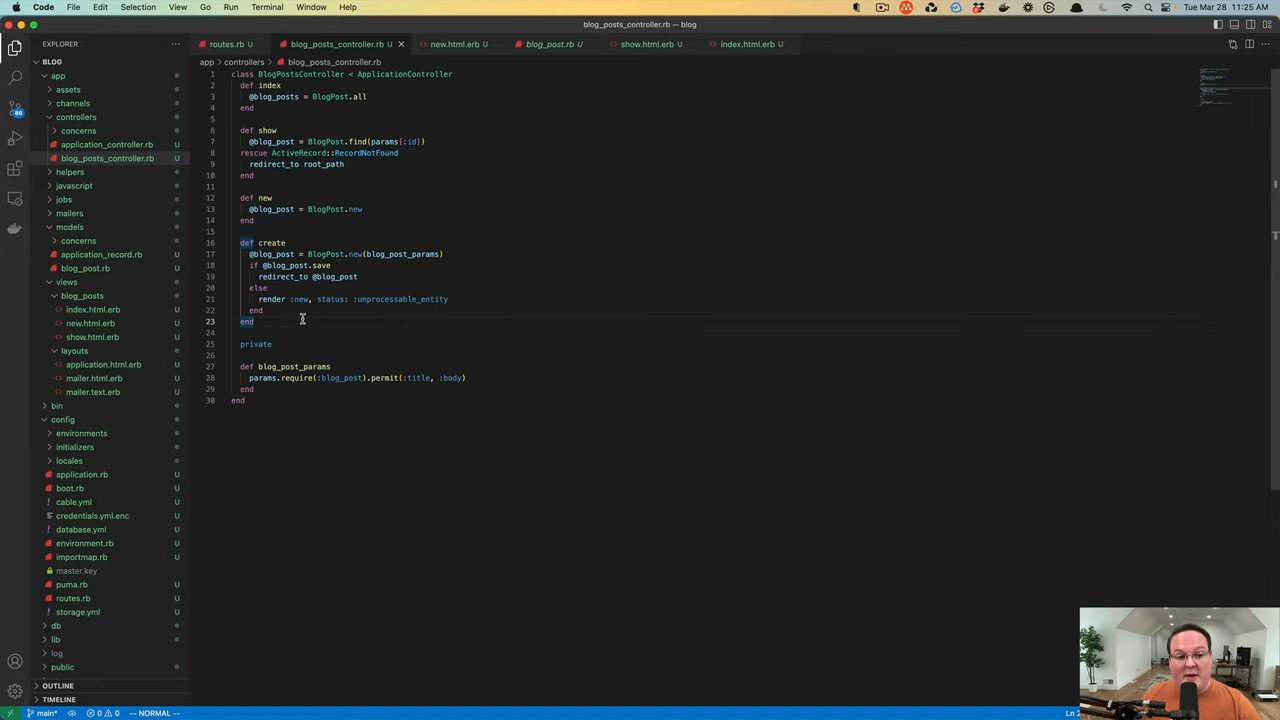 Code File Edit Selection View Go Run Terminal Window Help Tue Mar 28 11:25 AM
blog_posts_controller.rb — blog
EXPLORER
BLOG
app
assets
channels
controllers
concerns
application_controller.rb U
blog_posts_controller.rb U
helpers
javascript
jobs
mailers
models
concerns
application_record.rb U
blog_post.rb U
views
blog_posts
index.html.erb U
new.html.erb U
show.html.erb U
layouts
application.html.erb U
mailer.html.erb U
mailer.text.erb U
bin
config
environments
initializers
locales
application.rb U
boot.rb U
cable.yml U
credentials.yml.enc U
database.yml U
environment.rb U
importmap.rb U
master.key
puma.rb U
routes.rb U
storage.yml U
db
lib
log
public
OUTLINE
TIMELINE
86
routes.rb U blog_posts_controller.rb U new.html.erb U blog_post.rb U show.html.erb U index.html.erb U
app > controllers > blog_posts_controller.rb
1 class BlogPostsController < ApplicationController
2 def index
3 @blog_posts = BlogPost.all
4 end
5
6 def show
7 @blog_post = BlogPost.find(params[:id])
8 rescue ActiveRecord::RecordNotFound
9 redirect_to root_path
10 end
11
12 def new
13 @blog_post = BlogPost.new
14 end
15
16 def create
17 @blog_post = BlogPost.new(blog_post_params)
18 if @blog_post.save
19 redirect_to @blog_post
20 else
21 render :new, status: :unprocessable_entity
22 end
23 end
24
25 private
26
27 def blog_post_params
28 params.require(:blog_post).permit(:title, :body)
29 end
30 end
main* 0 0 -- NORMAL --